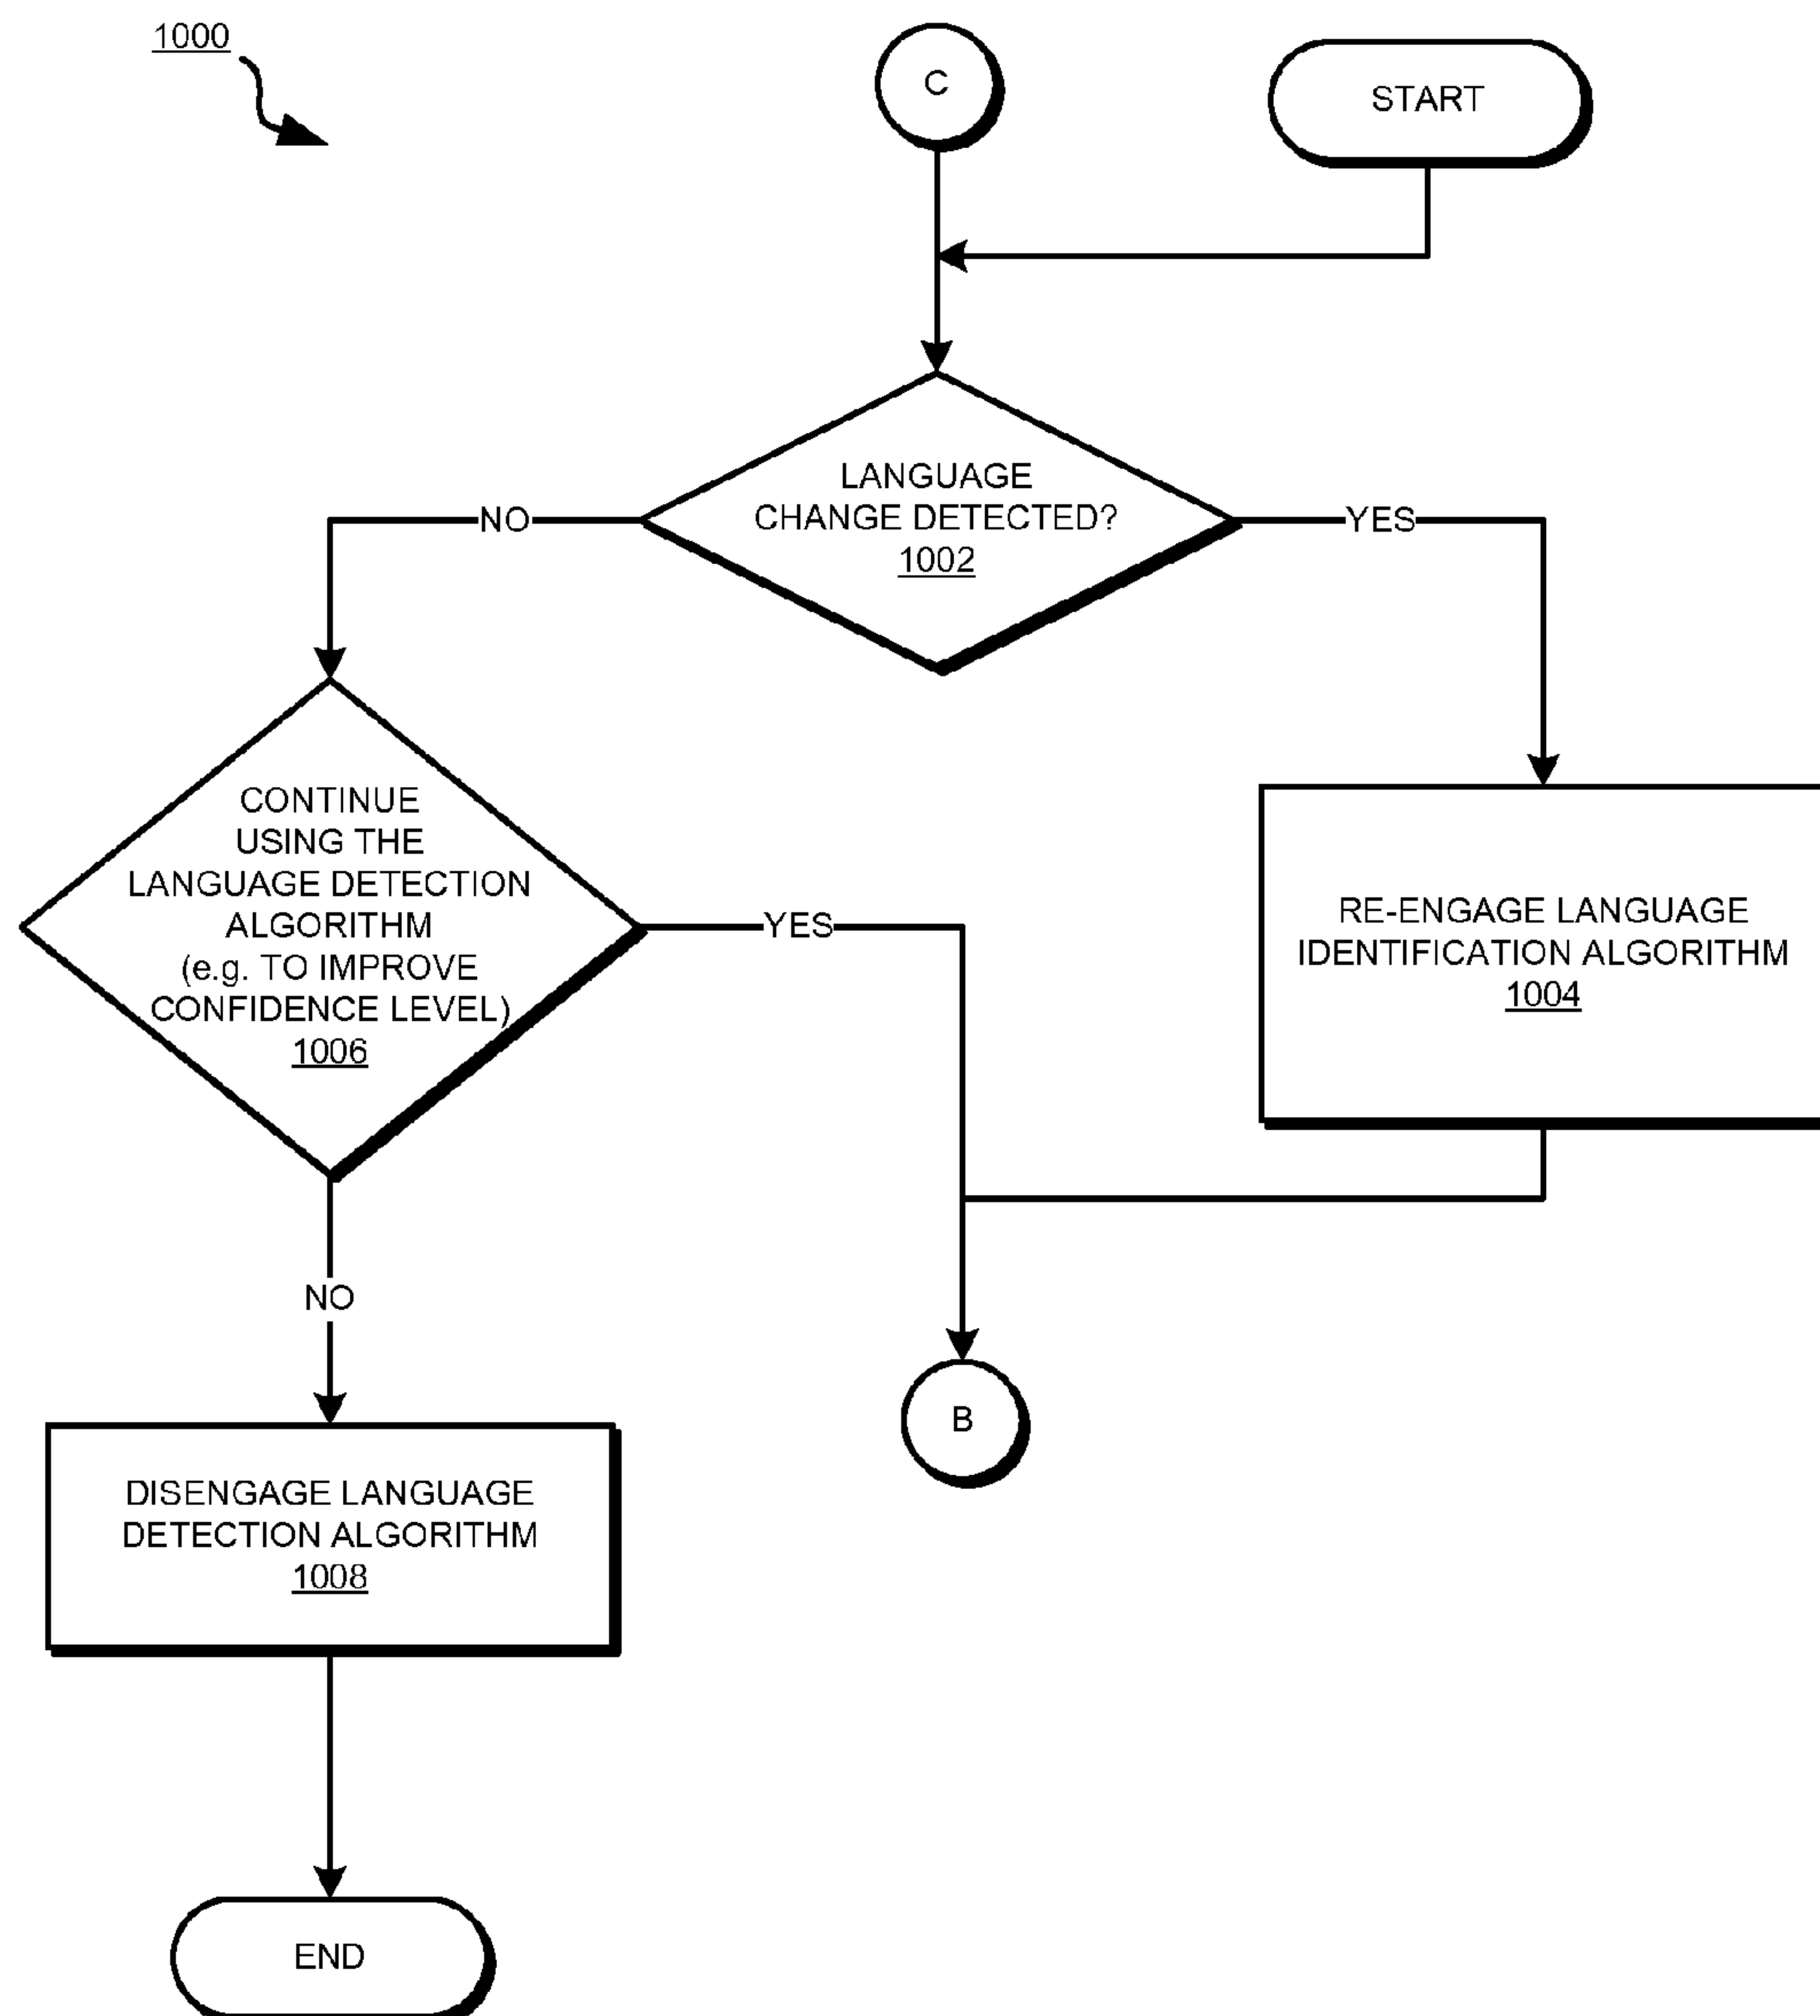 1000
C
START
LANGUAGE
CHANGE DETECTED?
1002
NO
YES
CONTINUE
USING THE
LANGUAGE DETECTION
ALGORITHM
(e.g. TO IMPROVE
CONFIDENCE LEVEL)
1006
YES
RE-ENGAGE LANGUAGE
IDENTIFICATION ALGORITHM
1004
NO
B
DISENGAGE LANGUAGE
DETECTION ALGORITHM
1008
END